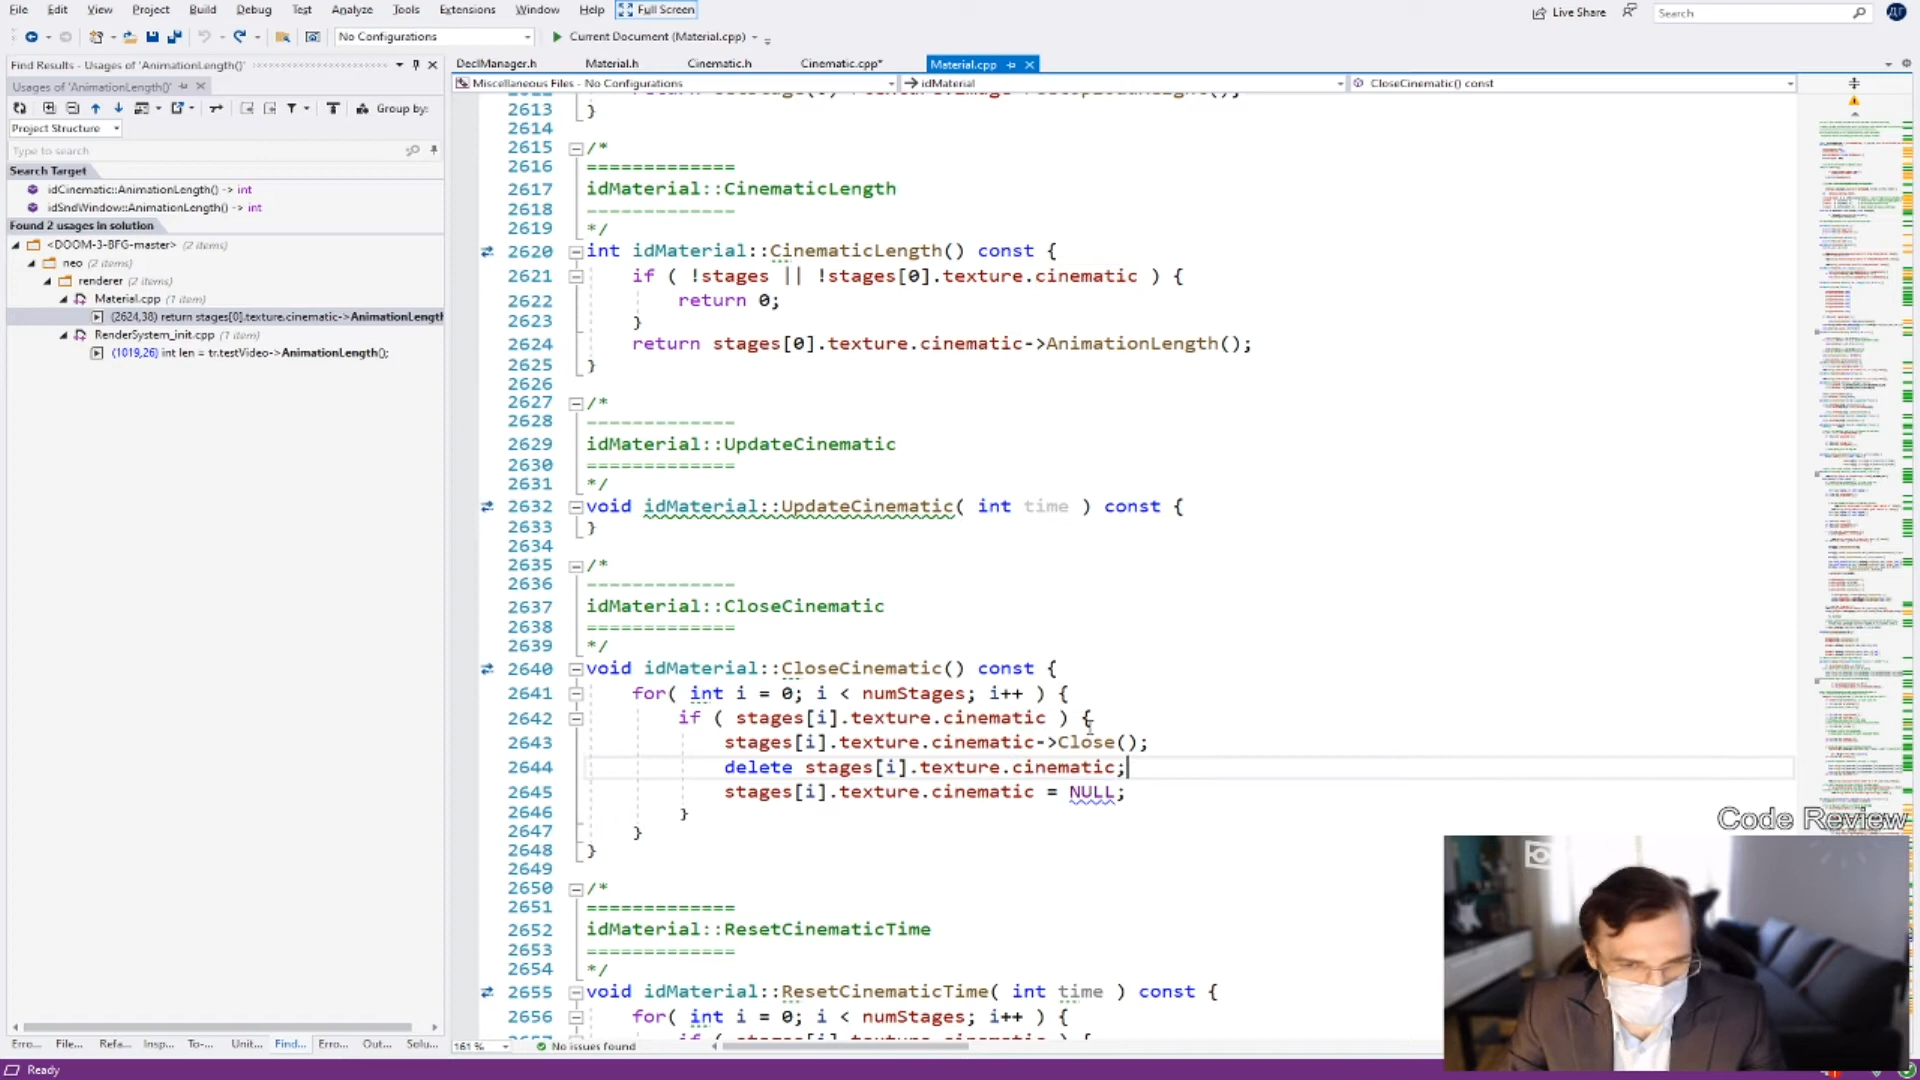 File Edit View Project Build Debug Test Analyze Tools Extensions Window Help Full Screen Live Share Search ДГ
No Configurations Current Document (Material.cpp)
Find Results - Usages of 'AnimationLength()'
Usages of 'AnimationLength()'
Group by:
Project Structure
Type to search
Search Target
idCinematic::AnimationLength() -> int
idSndWindow::AnimationLength() -> int
Found 2 usages in solution
<DOOM-3-BFG-master> (2 items)
neo (2 items)
renderer (2 items)
Material.cpp (1 item)
(2624,38) return stages[0].texture.cinematic->AnimationLength
RenderSystem_init.cpp (1 item)
(1019,26) int len = tr.testVideo->AnimationLength();
Erro... File... Refa... Insp... To-... Unit... Find... Erro... Out... Solu...
DeclManager.h Material.h Cinematic.h Cinematic.cpp* Material.cpp
Miscellaneous Files - No Configurations idMaterial CloseCinematic() const
2613 }
2614
2615 /*
2616 =============
2617 idMaterial::CinematicLength
2618 =============
2619 */
2620 int idMaterial::CinematicLength() const {
2621 if ( !stages || !stages[0].texture.cinematic ) {
2622 return 0;
2623 }
2624 return stages[0].texture.cinematic->AnimationLength();
2625 }
2626
2627 /*
2628 =============
2629 idMaterial::UpdateCinematic
2630 =============
2631 */
2632 void idMaterial::UpdateCinematic( int time ) const {
2633 }
2634
2635 /*
2636 =============
2637 idMaterial::CloseCinematic
2638 =============
2639 */
2640 void idMaterial::CloseCinematic() const {
2641 for( int i = 0; i < numStages; i++ ) {
2642 if ( stages[i].texture.cinematic ) {
2643 stages[i].texture.cinematic->Close();
2644 delete stages[i].texture.cinematic;
2645 stages[i].texture.cinematic = NULL;
2646 }
2647 }
2648 }
2649
2650 /*
2651 =============
2652 idMaterial::ResetCinematicTime
2653 =============
2654 */
2655 void idMaterial::ResetCinematicTime( int time ) const {
2656 for( int i = 0; i < numStages; i++ ) {
161 % No issues found
Code Review
Ready